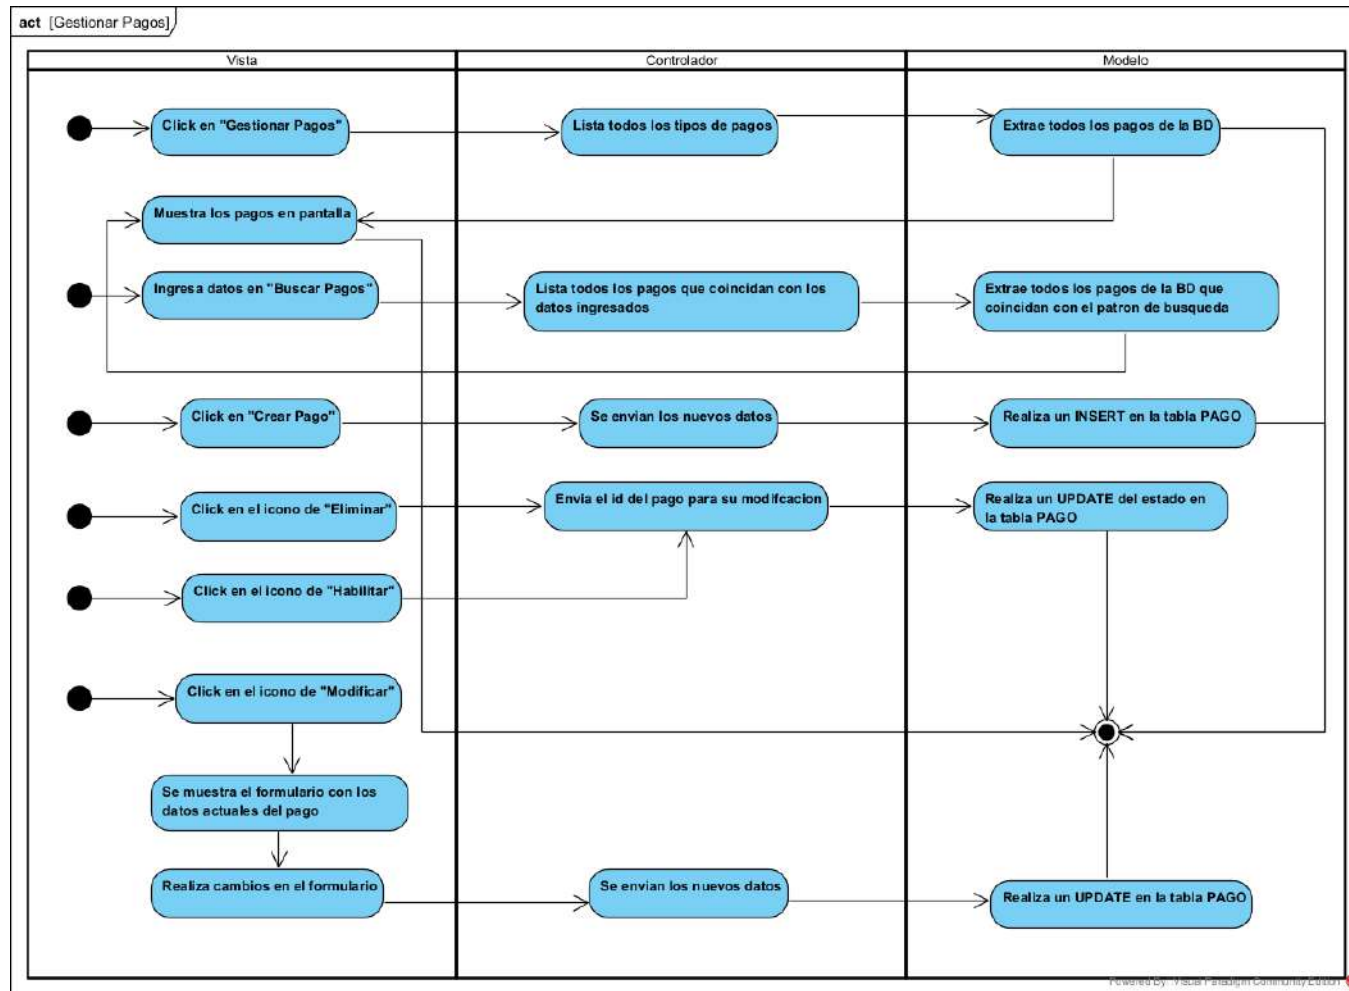 act [Gestionar Pagos]
Vista
Controlador
Modelo
Click en "Gestionar Pagos"
Lista todos los tipos de pagos
Extrae todos los pagos de la BD
Muestra los pagos en pantalla
Ingresa datos en "Buscar Pagos"
Lista todos los pagos que coincidan con los
datos ingresados
Extrae todos los pagos de la BD que
coincidan con el patron de busqueda
Click en "Crear Pago"
Se envian los nuevos datos
Realiza un INSERT en la tabla PAGO
Click en el icono de "Eliminar"
Envia el id del pago para su modifcacion
Realiza un UPDATE del estado en
la tabla PAGO
Click en el icono de "Habilitar"
Click en el icono de "Modificar"
Se muestra el formulario con los
datos actuales del pago
Realiza cambios en el formulario
Se envian los nuevos datos
Realiza un UPDATE en la tabla PAGO
Powered By: Visual Paradigm Community Edition